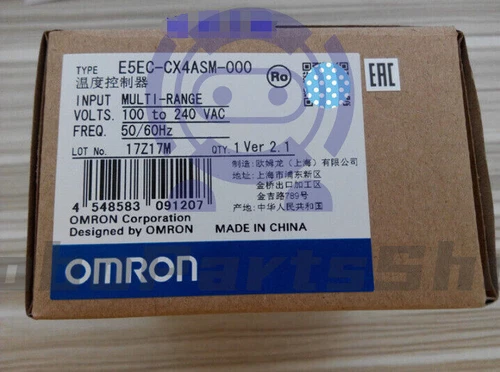 TYPE E5EC-CX4ASM-000
温度控制器
INPUT MULTI-RANGE
VOLTS. 100 to 240 VAC
FREQ. 50/60Hz
LOT No. 17Z17M QTY. 1 Ver 2.1
Ro
EAC
制造: 欧姆龙(上海)有限公司
地址: 上海市浦东新区
金桥出口加工区
金吉路789号
产地: 中华人民共和国
4 548583 091207
OMRON Corporation
Designed by OMRON MADE IN CHINA
OMRON